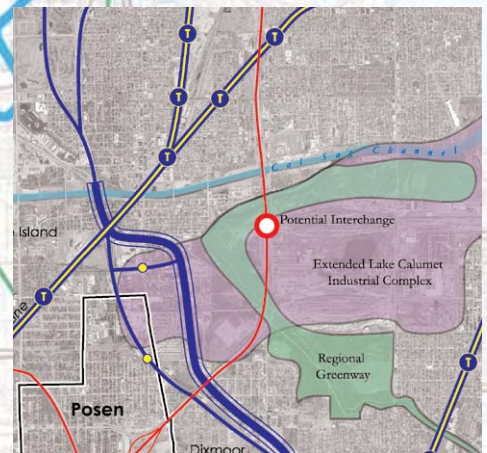 T
T
T
T
T
Cal Sag Channel
Potential Interchange
Island
Extended Lake Calumet
Industrial Complex
T
Regional
Greenway
T
Posen
Dixmoor